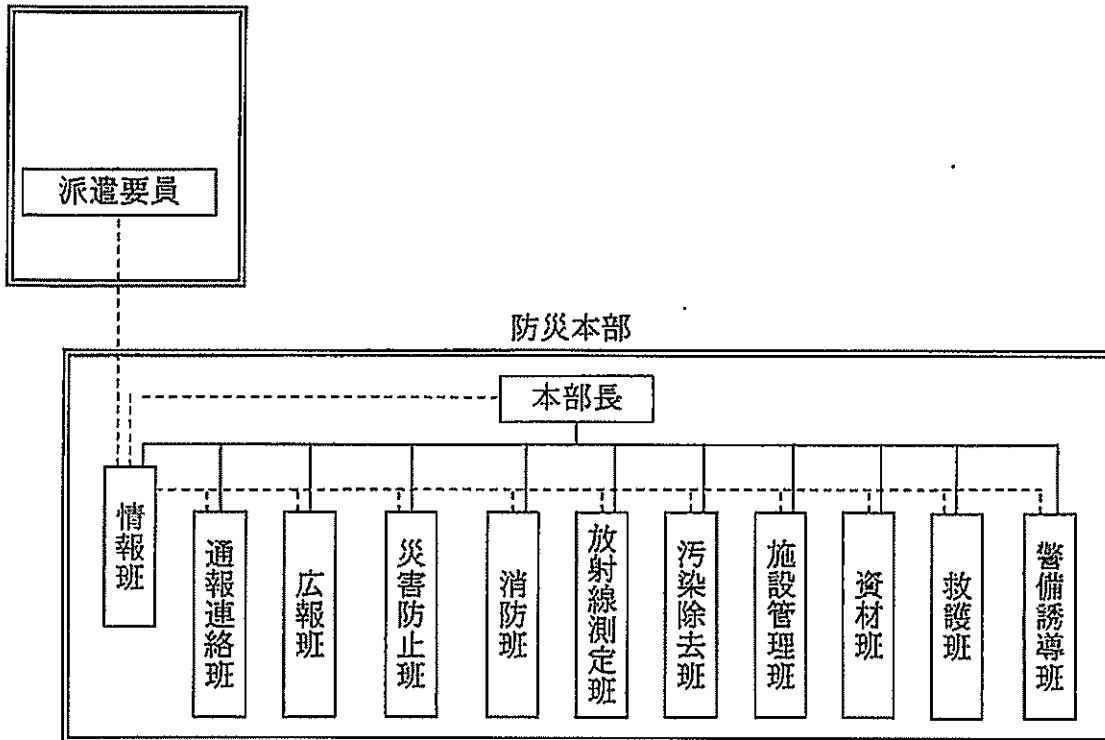 派遣要員
防災本部
本部長
情報班
通報連絡班
広報班
災害防止班
消防班
放射線測定班
汚染除去班
施設管理班
資材班
救護班
警備誘導班